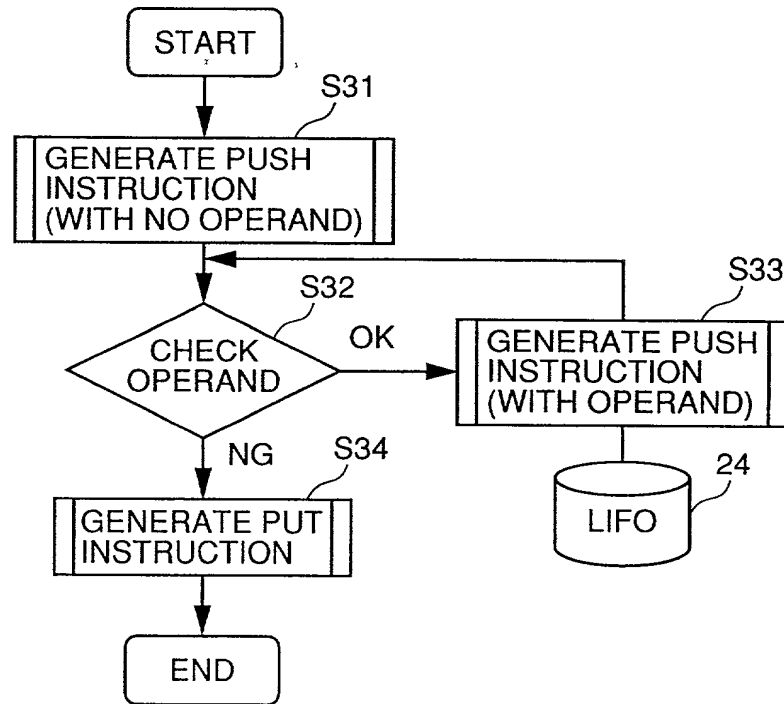 START
S31
GENERATE PUSH
INSTRUCTION
(WITH NO OPERAND)
S32
CHECK
OPERAND
OK
S33
GENERATE PUSH
INSTRUCTION
(WITH OPERAND)
24
LIFO
NG
S34
GENERATE PUT
INSTRUCTION
END